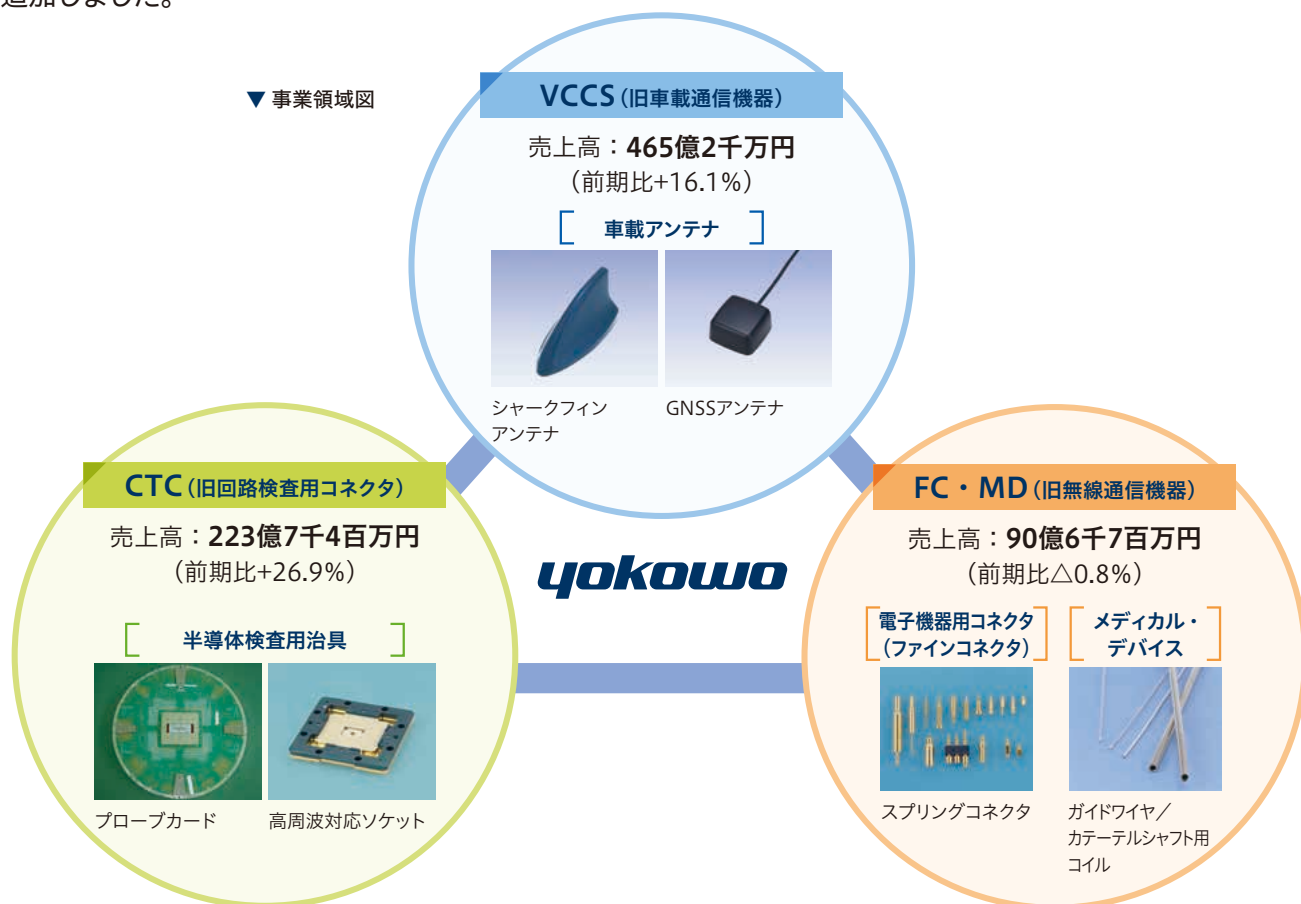 追加しました。
▼ 事業領域図
VCCS(旧車載通信機器)
売上高：465億2千万円
(前期比+16.1%)
車載アンテナ
シャークフィン
アンテナ
GNSSアンテナ
CTC(旧回路検査用コネクタ)
売上高：223億7千4百万円
(前期比+26.9%)
半導体検査用治具
プローブカード
高周波対応ソケット
yokowo
FC・MD(旧無線通信機器)
売上高：90億6千7百万円
(前期比△0.8%)
電子機器用コネクタ
(ファインコネクタ)
スプリングコネクタ
メディカル・
デバイス
ガイドワイヤ／
カテーテルシャフト用
コイル